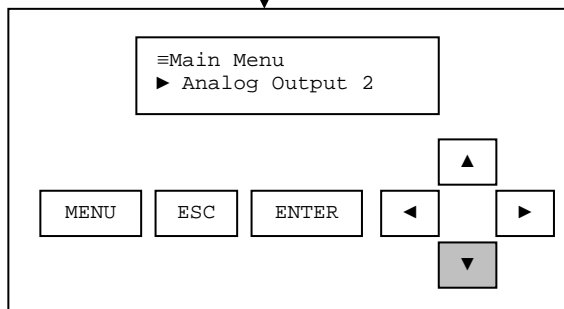 ≡Main Menu
► Analog Output 2
▲
MENU ESC ENTER ◄ ►
▼